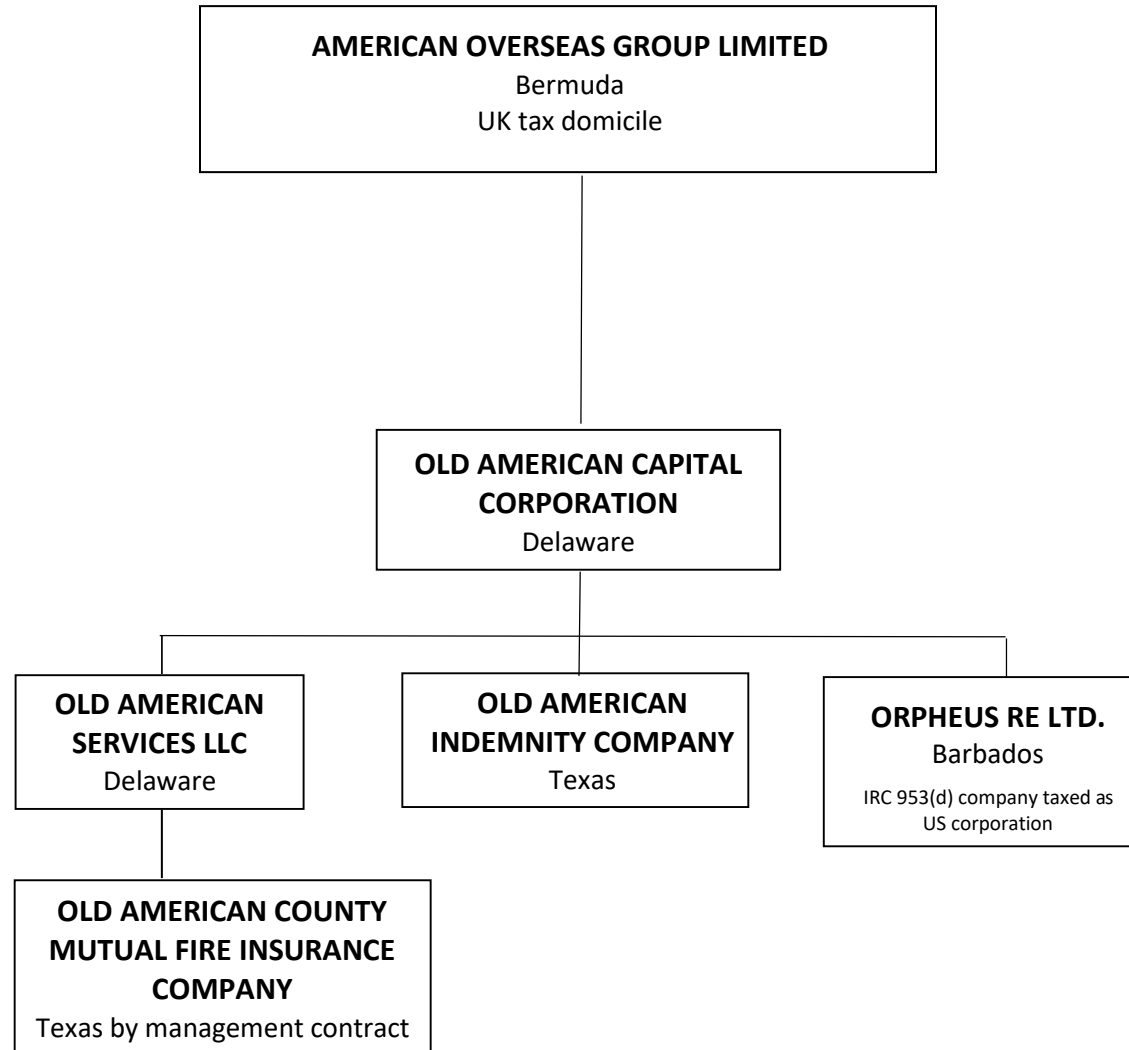 AMERICAN OVERSEAS GROUP LIMITED
Bermuda
UK tax domicile
OLD AMERICAN CAPITAL
CORPORATION
Delaware
OLD AMERICAN
SERVICES LLC
Delaware
OLD AMERICAN
INDEMNITY COMPANY
Texas
ORPHEUS RE LTD.
Barbados
IRC 953(d) company taxed as
US corporation
OLD AMERICAN COUNTY
MUTUAL FIRE INSURANCE
COMPANY
Texas by management contract